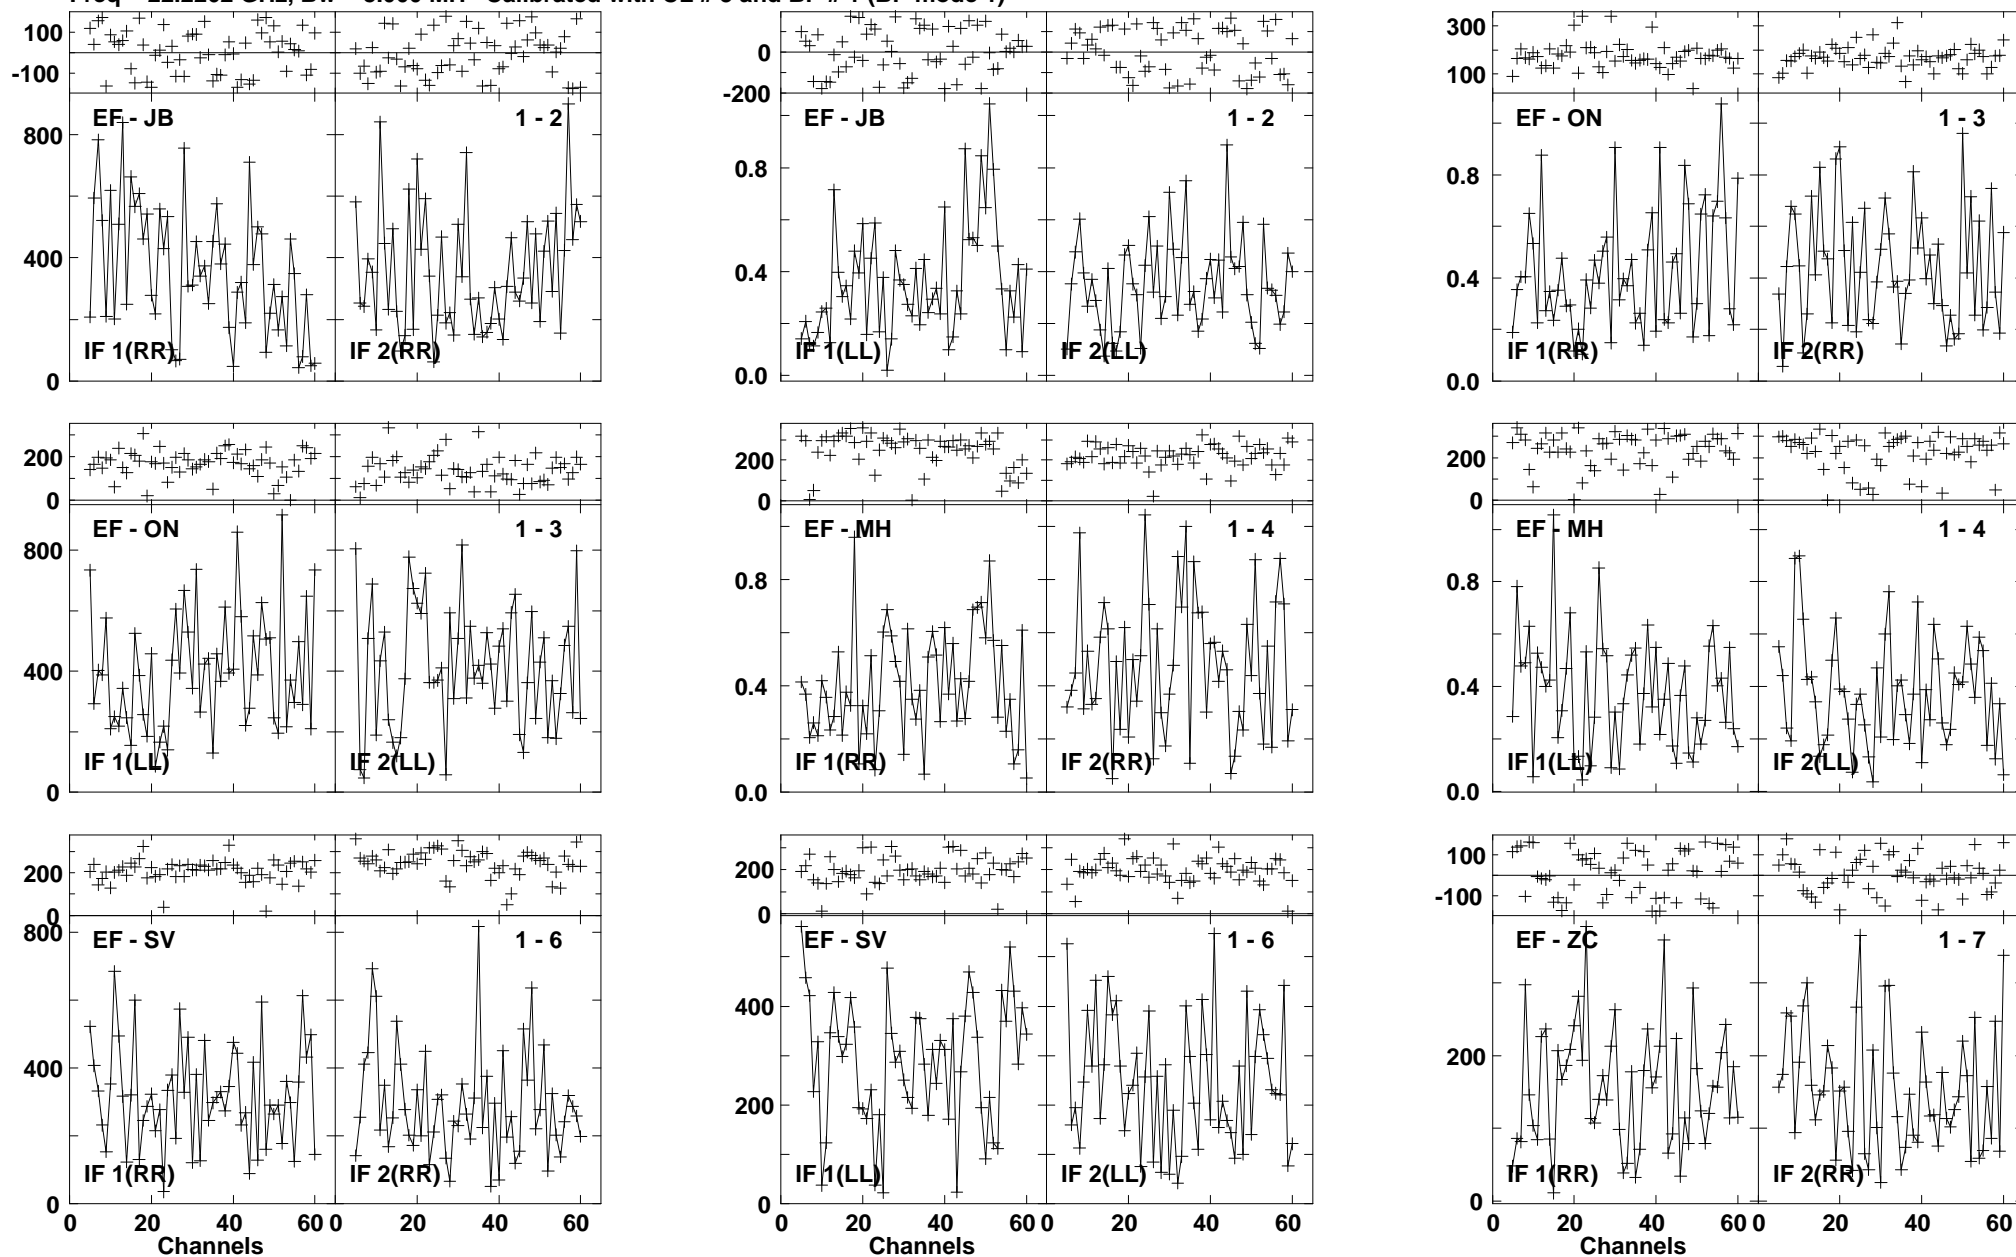 100
-100
EF - JB
1 - 2
800
400
0
IF 1(RR)
IF 2(RR)
0
-200
EF - JB
1 - 2
0.8
0.4
0.0
IF 1(LL)
IF 2(LL)
300
100
EF - ON
1 - 3
0.8
0.4
0.0
IF 1(RR)
IF 2(RR)
200
0
EF - ON
1 - 3
800
400
0
IF 1(LL)
IF 2(LL)
200
0
EF - MH
1 - 4
0.8
0.4
0.0
IF 1(RR)
IF 2(RR)
200
0
EF - MH
1 - 4
0.8
0.4
0.0
IF 1(LL)
IF 2(LL)
200
0
EF - SV
1 - 6
800
400
0
IF 1(RR)
IF 2(RR)
0 20 40 60 0 20 40 60
Channels
200
0
EF - SV
1 - 6
400
200
0
IF 1(LL)
IF 2(LL)
0 20 40 60 0 20 40 60
Channels
100
-100
EF - ZC
1 - 7
200
0
IF 1(RR)
IF 2(RR)
0 20 40 60 0 20 40 60
Channels